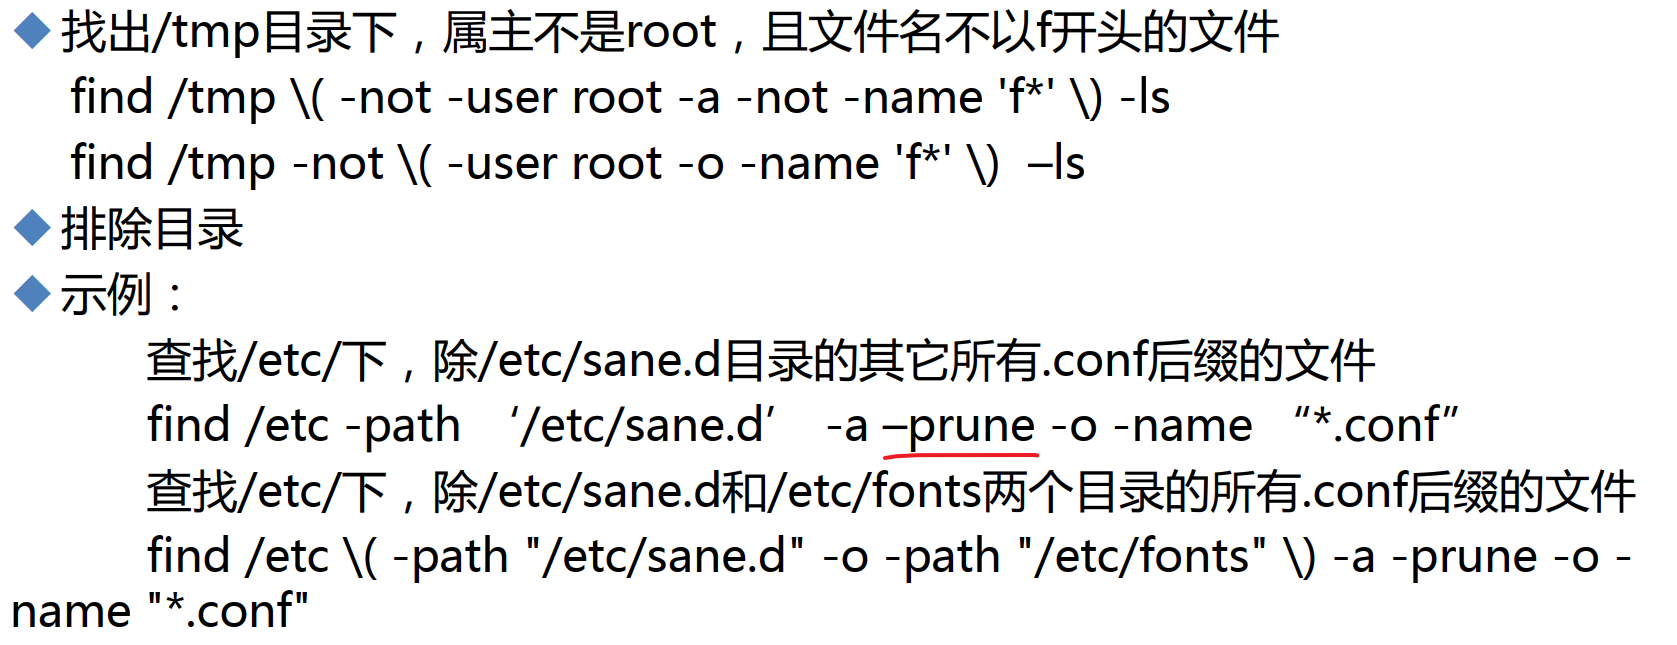 找出/tmp目录下，属主不是root，且文件名不以f开头的文件
find /tmp \( -not -user root -a -not -name 'f*' \) -ls
find /tmp -not \( -user root -o -name 'f*' \)  –ls
排除目录
示例：
查找/etc/下，除/etc/sane.d目录的其它所有.conf后缀的文件
find /etc -path ‘/etc/sane.d’ -a –prune -o -name “*.conf”
查找/etc/下，除/etc/sane.d和/etc/fonts两个目录的所有.conf后缀的文件
find /etc \( -path "/etc/sane.d" -o -path "/etc/fonts" \) -a -prune -o -
name "*.conf"